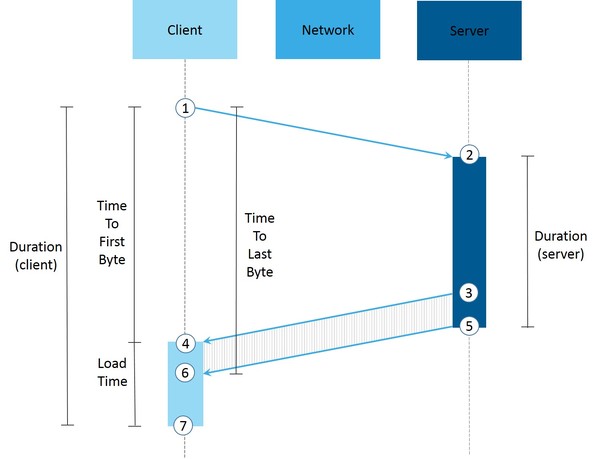 Client
Network
Server
1
2
Time
To
First
Byte
Time
To
Last
Byte
Duration
(client)
Duration
(server)
3
5
4
6
Load
Time
7